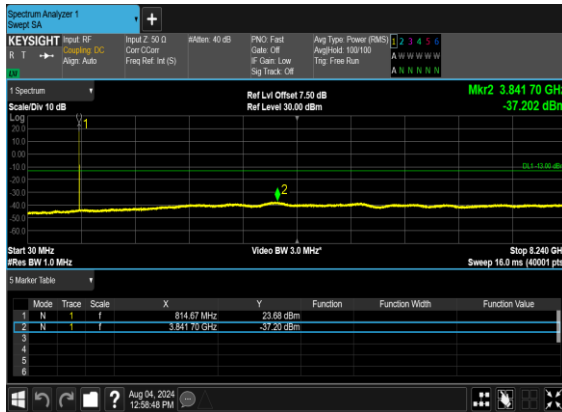 Spectrum Analyzer 1
Swept SA
+
KEYSIGHT Input: RF Input Z: 50 Ω #Atten: 40 dB PNO: Fast Avg Type: Power (RMS) 1 2 3 4 5 6
R T Coupling: DC Corr CCorr Gate: Off Avg|Hold: 100/100 A W W W W W
Align: Auto Freq Ref: Int (S) IF Gain: Low Trig: Free Run
Sig Track: Off A N N N N N
1 Spectrum Ref Lvl Offset 7.50 dB Mkr2 3.841 70 GHz
Scale/Div 10 dB Ref Level 30.00 dBm -37.202 dBm
Log
1
20.0
10.0
0.00
-10.0 DL1 -13.00 dBm
-20.0
-30.0 2
-40.0
-50.0
-60.0
Start 30 MHz Video BW 3.0 MHz* Stop 8.240 GHz
#Res BW 1.0 MHz Sweep 16.0 ms (40001 pts)
5 Marker Table
Mode Trace Scale X Y Function Function Width Function Value
1 N 1 f 814.67 MHz 23.68 dBm
2 N 1 f 3.841 70 GHz -37.20 dBm
3
4
5
6
? Aug 04, 2024
12:58:48 PM